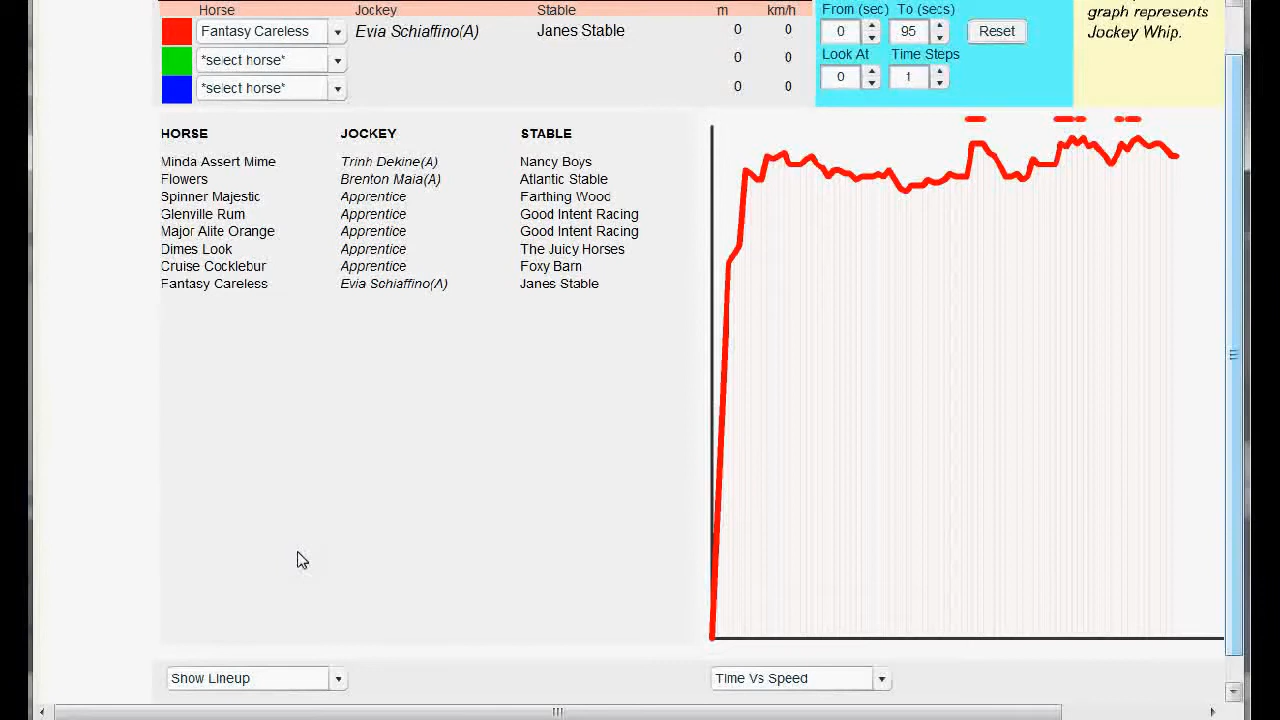 Horse Jockey Stable m km/h
Fantasy Careless Evia Schiaffino(A) Janes Stable 0 0
*select horse* 0 0
*select horse* 0 0
From (sec) To (secs)
0 95 Reset
Look At Time Steps
0 1
graph represents
Jockey Whip.
HORSE JOCKEY STABLE
Minda Assert Mime Trinh Dekine(A) Nancy Boys
Flowers Brenton Maia(A) Atlantic Stable
Spinner Majestic Apprentice Farthing Wood
Glenville Rum Apprentice Good Intent Racing
Major Alite Orange Apprentice Good Intent Racing
Dimes Look Apprentice The Juicy Horses
Cruise Cocklebur Apprentice Foxy Barn
Fantasy Careless Evia Schiaffino(A) Janes Stable
Show Lineup Time Vs Speed